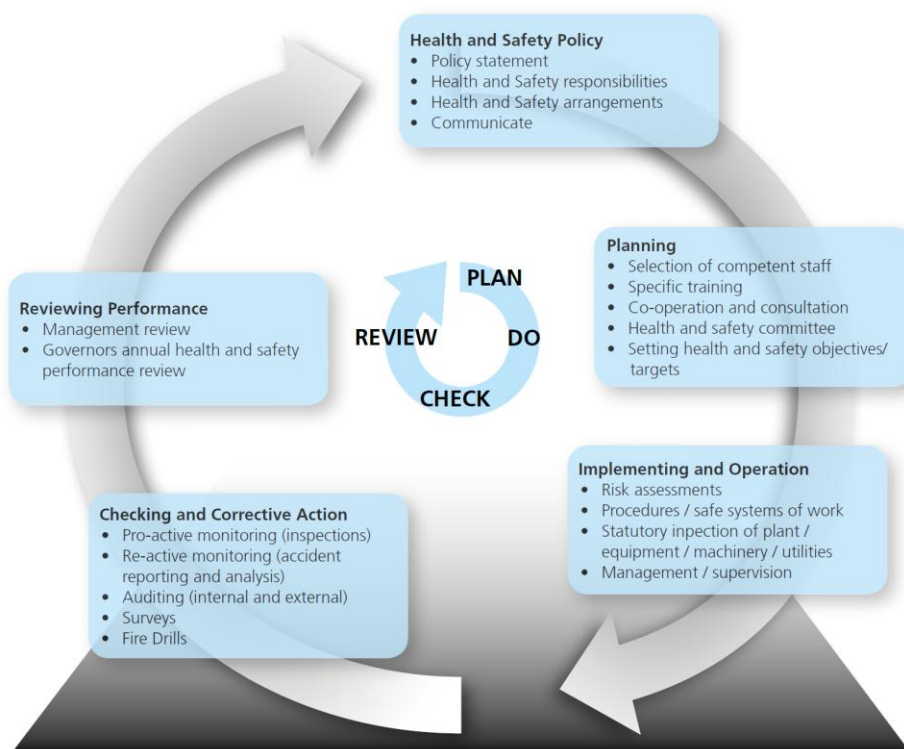 Health and Safety Policy
• Policy statement
• Health and Safety responsibilities
• Health and Safety arrangements
• Communicate
Planning
• Selection of competent staff
• Specific training
• Co-operation and consultation
• Health and safety committee
• Setting health and safety objectives/
targets
Implementing and Operation
• Risk assessments
• Procedures / safe systems of work
• Statutory inpection of plant /
equipment / machinery / utilities
• Management / supervision
Checking and Corrective Action
• Pro-active monitoring (inspections)
• Re-active monitoring (accident
reporting and analysis)
• Auditing (internal and external)
• Surveys
• Fire Drills
Reviewing Performance
• Management review
• Governors annual health and safety
performance review
PLAN
DO
CHECK
REVIEW